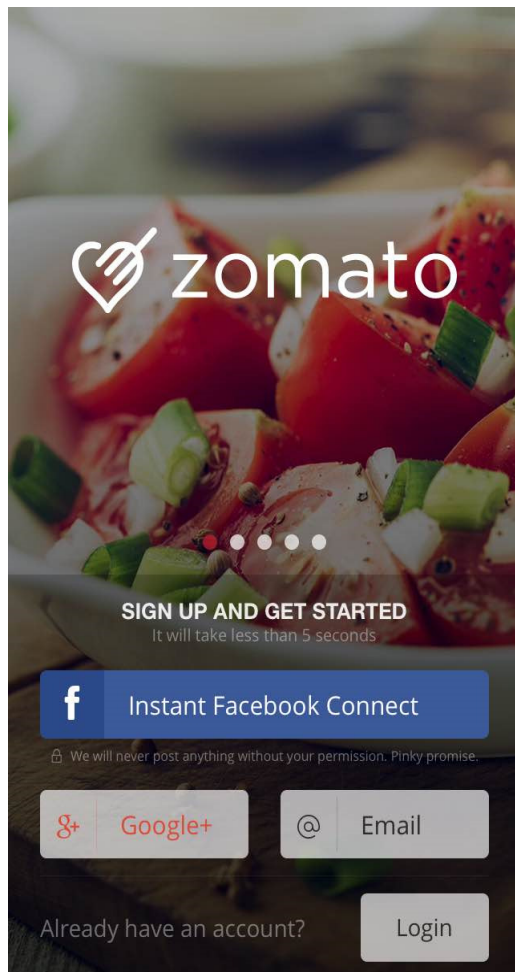 zomato
SIGN UP AND GET STARTED
It will take less than 5 seconds
f Instant Facebook Connect
We will never post anything without your permission. Pinky promise.
g+ Google+
@ Email
Already have an account? Login